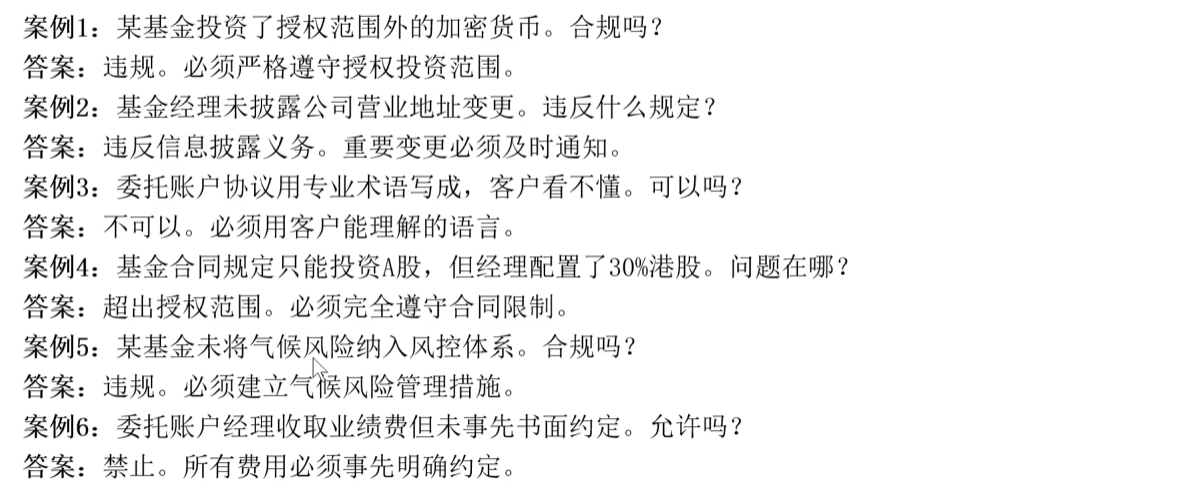 案例1：某基金投资了授权范围外的加密货币。合规吗？
答案：违规。必须严格遵守授权投资范围。
案例2：基金经理未披露公司营业地址变更。违反什么规定？
答案：违反信息披露义务。重要变更必须及时通知。
案例3：委托账户协议用专业术语写成，客户看不懂。可以吗？
答案：不可以。必须用客户能理解的语言。
案例4：基金合同规定只能投资A股，但经理配置了30%港股。问题在哪？
答案：超出授权范围。必须完全遵守合同限制。
案例5：某基金未将气候风险纳入风控体系。合规吗？
答案：违规。必须建立气候风险管理措施。
案例6：委托账户经理收取业绩费但未事先书面约定。允许吗？
答案：禁止。所有费用必须事先明确约定。